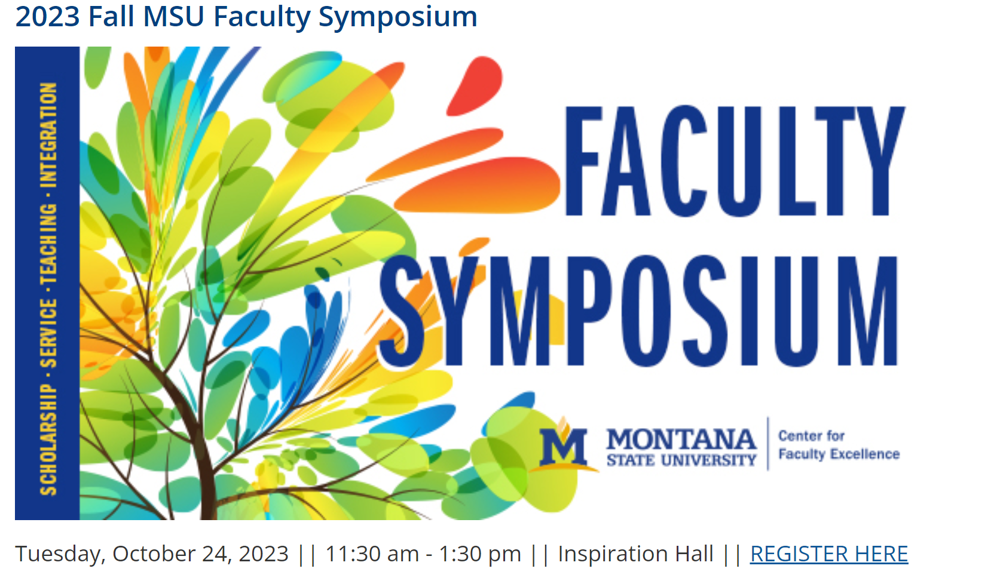 2023 Fall MSU Faculty Symposium
SCHOLARSHIP · SERVICE · TEACHING · INTEGRATION
FACULTY
SYMPOSIUM
M
MONTANA
STATE UNIVERSITY
Center for
Faculty Excellence
Tuesday, October 24, 2023 || 11:30 am - 1:30 pm || Inspiration Hall || REGISTER HERE